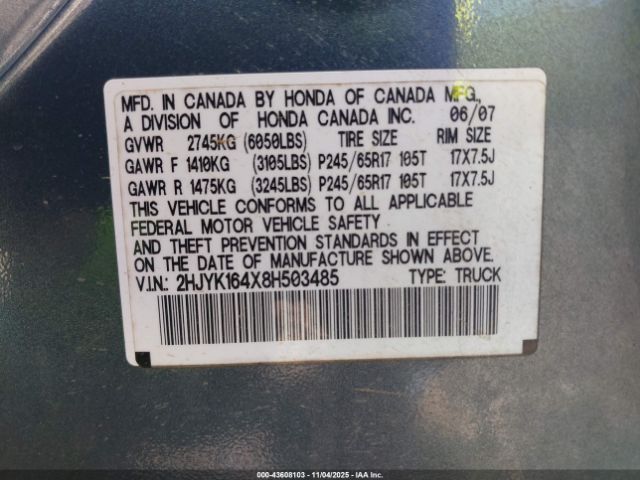 MFD. IN CANADA BY HONDA OF CANADA MFG.,
A DIVISION OF HONDA CANADA INC. 06/07
GVWR 2745KG (6050LBS) TIRE SIZE RIM SIZE
GAWR F 1410KG (3105LBS) P245/65R17 105T 17X7.5J
GAWR R 1475KG (3245LBS) P245/65R17 105T 17X7.5J
THIS VEHICLE CONFORMS TO ALL APPLICABLE
FEDERAL MOTOR VEHICLE SAFETY
AND THEFT PREVENTION STANDARDS IN EFFECT
ON THE DATE OF MANUFACTURE SHOWN ABOVE.
V.I.N.: 2HJYK164X8H503485 TYPE: TRUCK
000-43608103 - 11/04/2025 - IAA Inc.